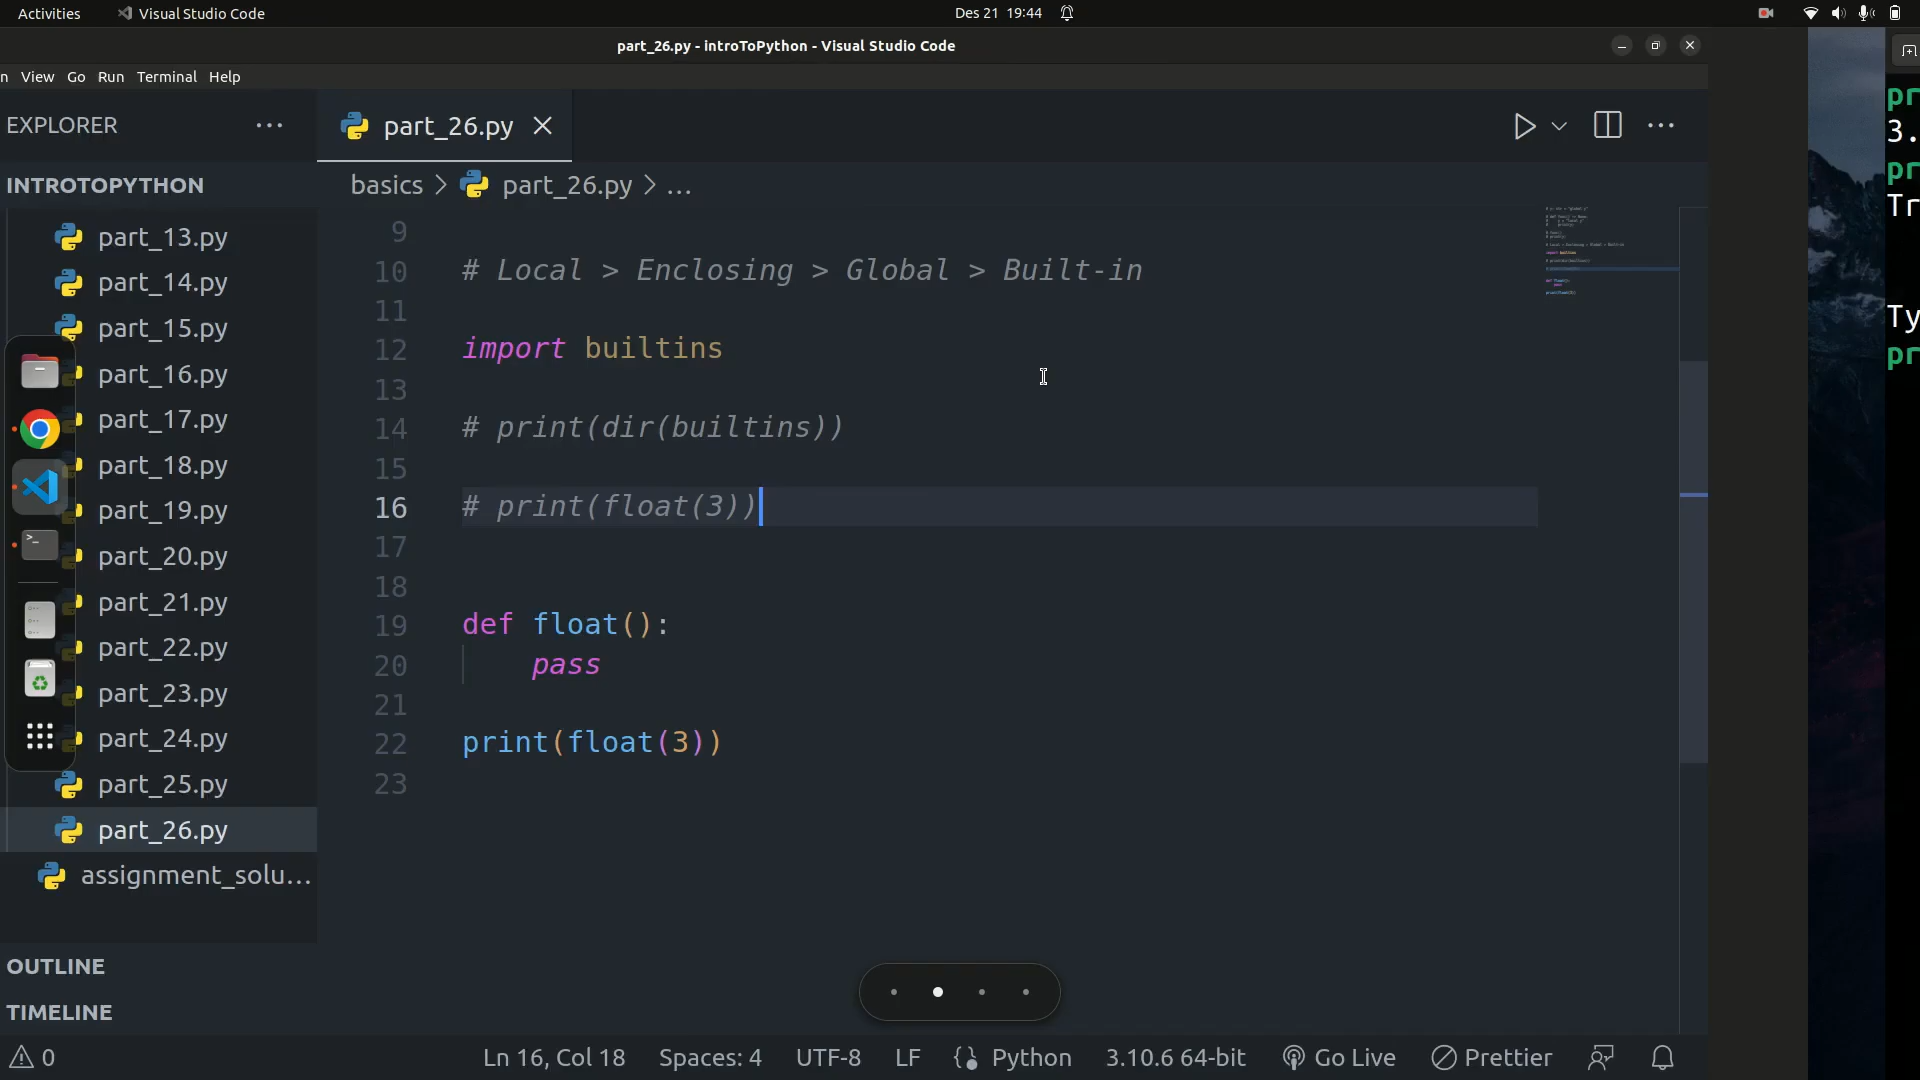 Activities
Visual Studio Code
Des 21 19:44
part_26.py - introToPython - Visual Studio Code
n View Go Run Terminal Help
EXPLORER
part_26.py
INTROTOPYTHON
basics > part_26.py > ...
part_13.py
part_14.py
part_15.py
part_16.py
part_17.py
part_18.py
part_19.py
part_20.py
part_21.py
part_22.py
part_23.py
part_24.py
part_25.py
part_26.py
assignment_solu...
OUTLINE
TIMELINE
9
10 # Local > Enclosing > Global > Built-in
11
12 import builtins
13
14 # print(dir(builtins))
15
16 # print(float(3))
17
18
19 def float():
20 pass
21
22 print(float(3))
23
pr
3.
pr
Tr
Ty
pr
0
Ln 16, Col 18
Spaces: 4
UTF-8
LF
Python
3.10.6 64-bit
Go Live
Prettier